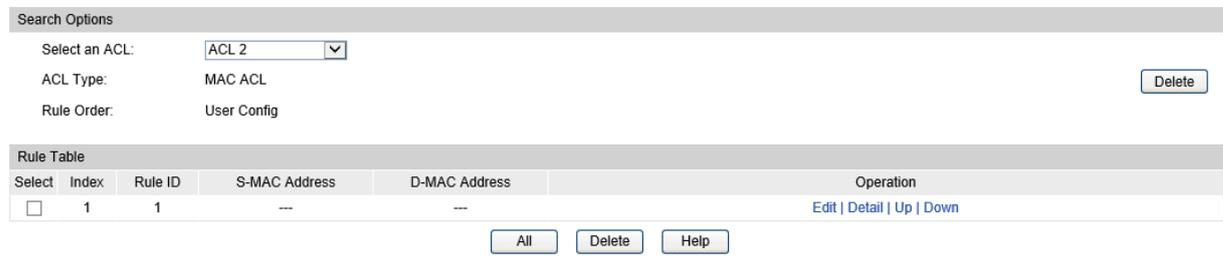 Search Options
Select an ACL: ACL 2
ACL Type: MAC ACL
Delete
Rule Order: User Config
Rule Table
Select Index Rule ID S-MAC Address D-MAC Address Operation
1 1 --- --- Edit | Detail | Up | Down
All Delete Help